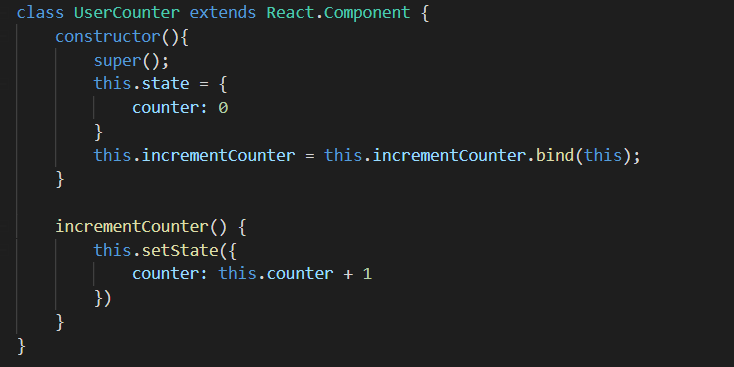 class UserCounter extends React.Component {
    constructor(){
        super();
        this.state = {
            counter: 0
        }
        this.incrementCounter = this.incrementCounter.bind(this);
    }

    incrementCounter() {
        this.setState({
            counter: this.counter + 1
        })
    }
}